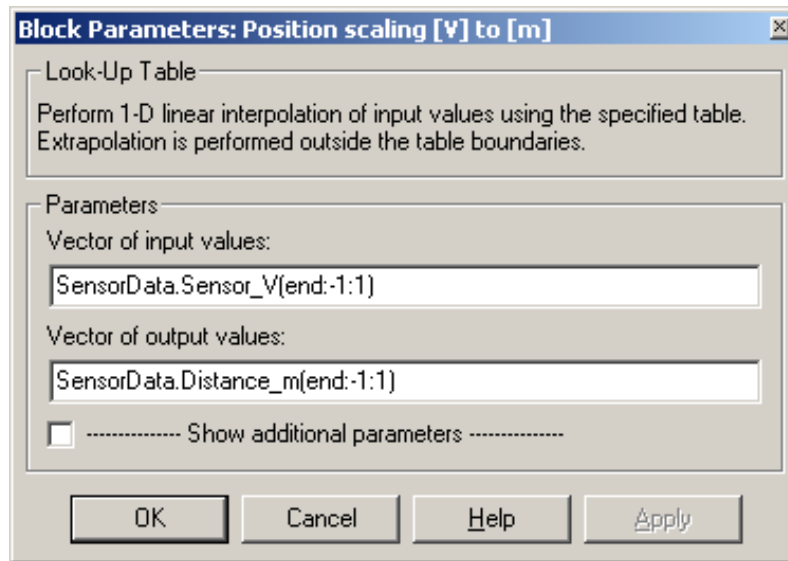 Block Parameters: Position scaling [V] to [m]
Look-Up Table
Perform 1-D linear interpolation of input values using the specified table.
Extrapolation is performed outside the table boundaries.
Parameters
Vector of input values:
SensorData.Sensor_V(end:-1:1)
Vector of output values:
SensorData.Distance_m(end:-1:1)
-------------- Show additional parameters --------------
OK Cancel Help Apply